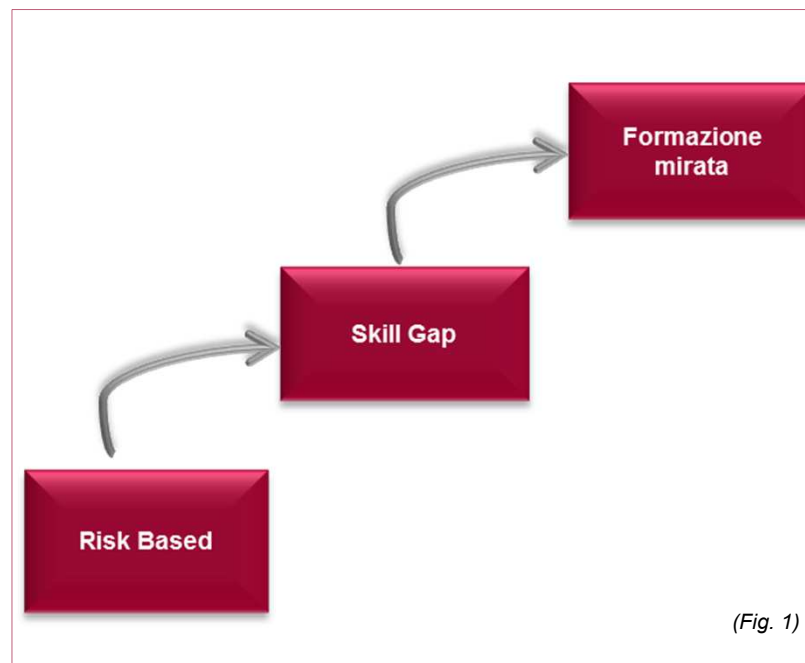 Formazione
mirata
Skill Gap
Risk Based
(Fig. 1)